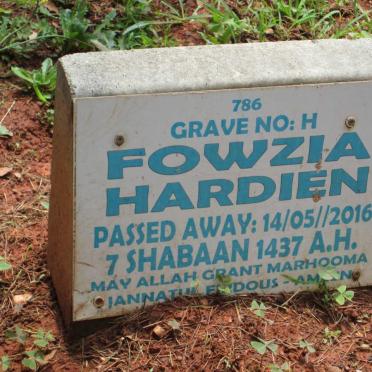 786
GRAVE NO: H
FOWZIA
HARDIEN
PASSED AWAY: 14/05//2016
7 SHABAAN 1437 A.H.
MAY ALLAH GRANT MARHOOMA
JANNATUL FIRDOUS -